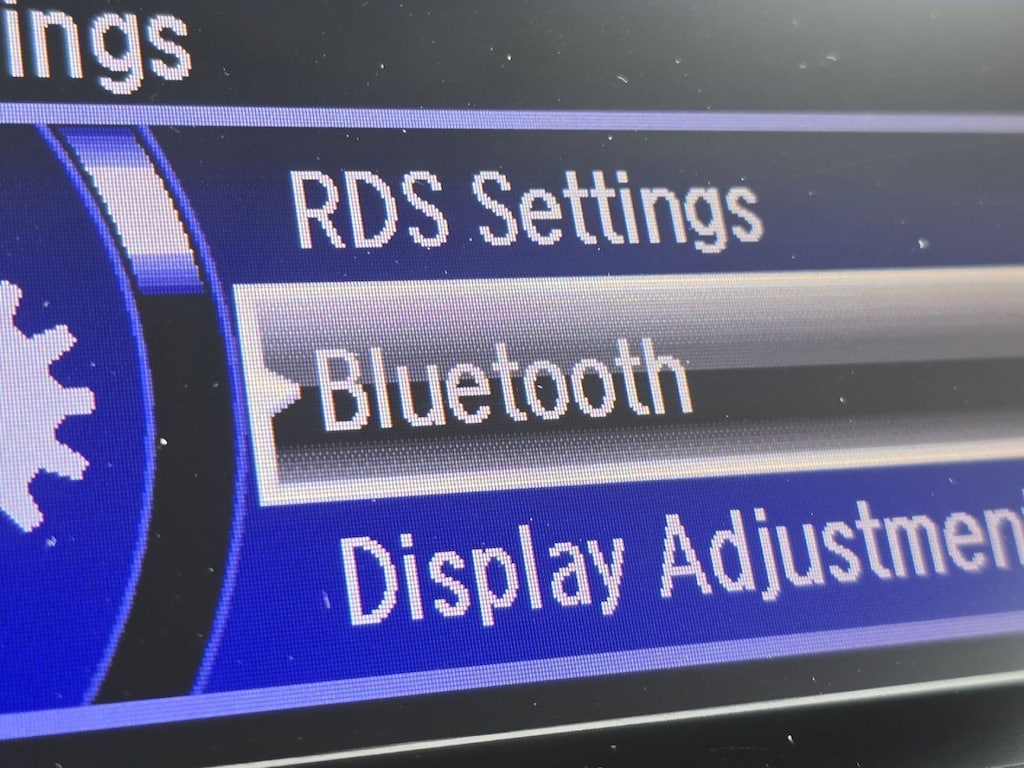 ings
RDS Settings
Bluetooth
Display Adjustmen